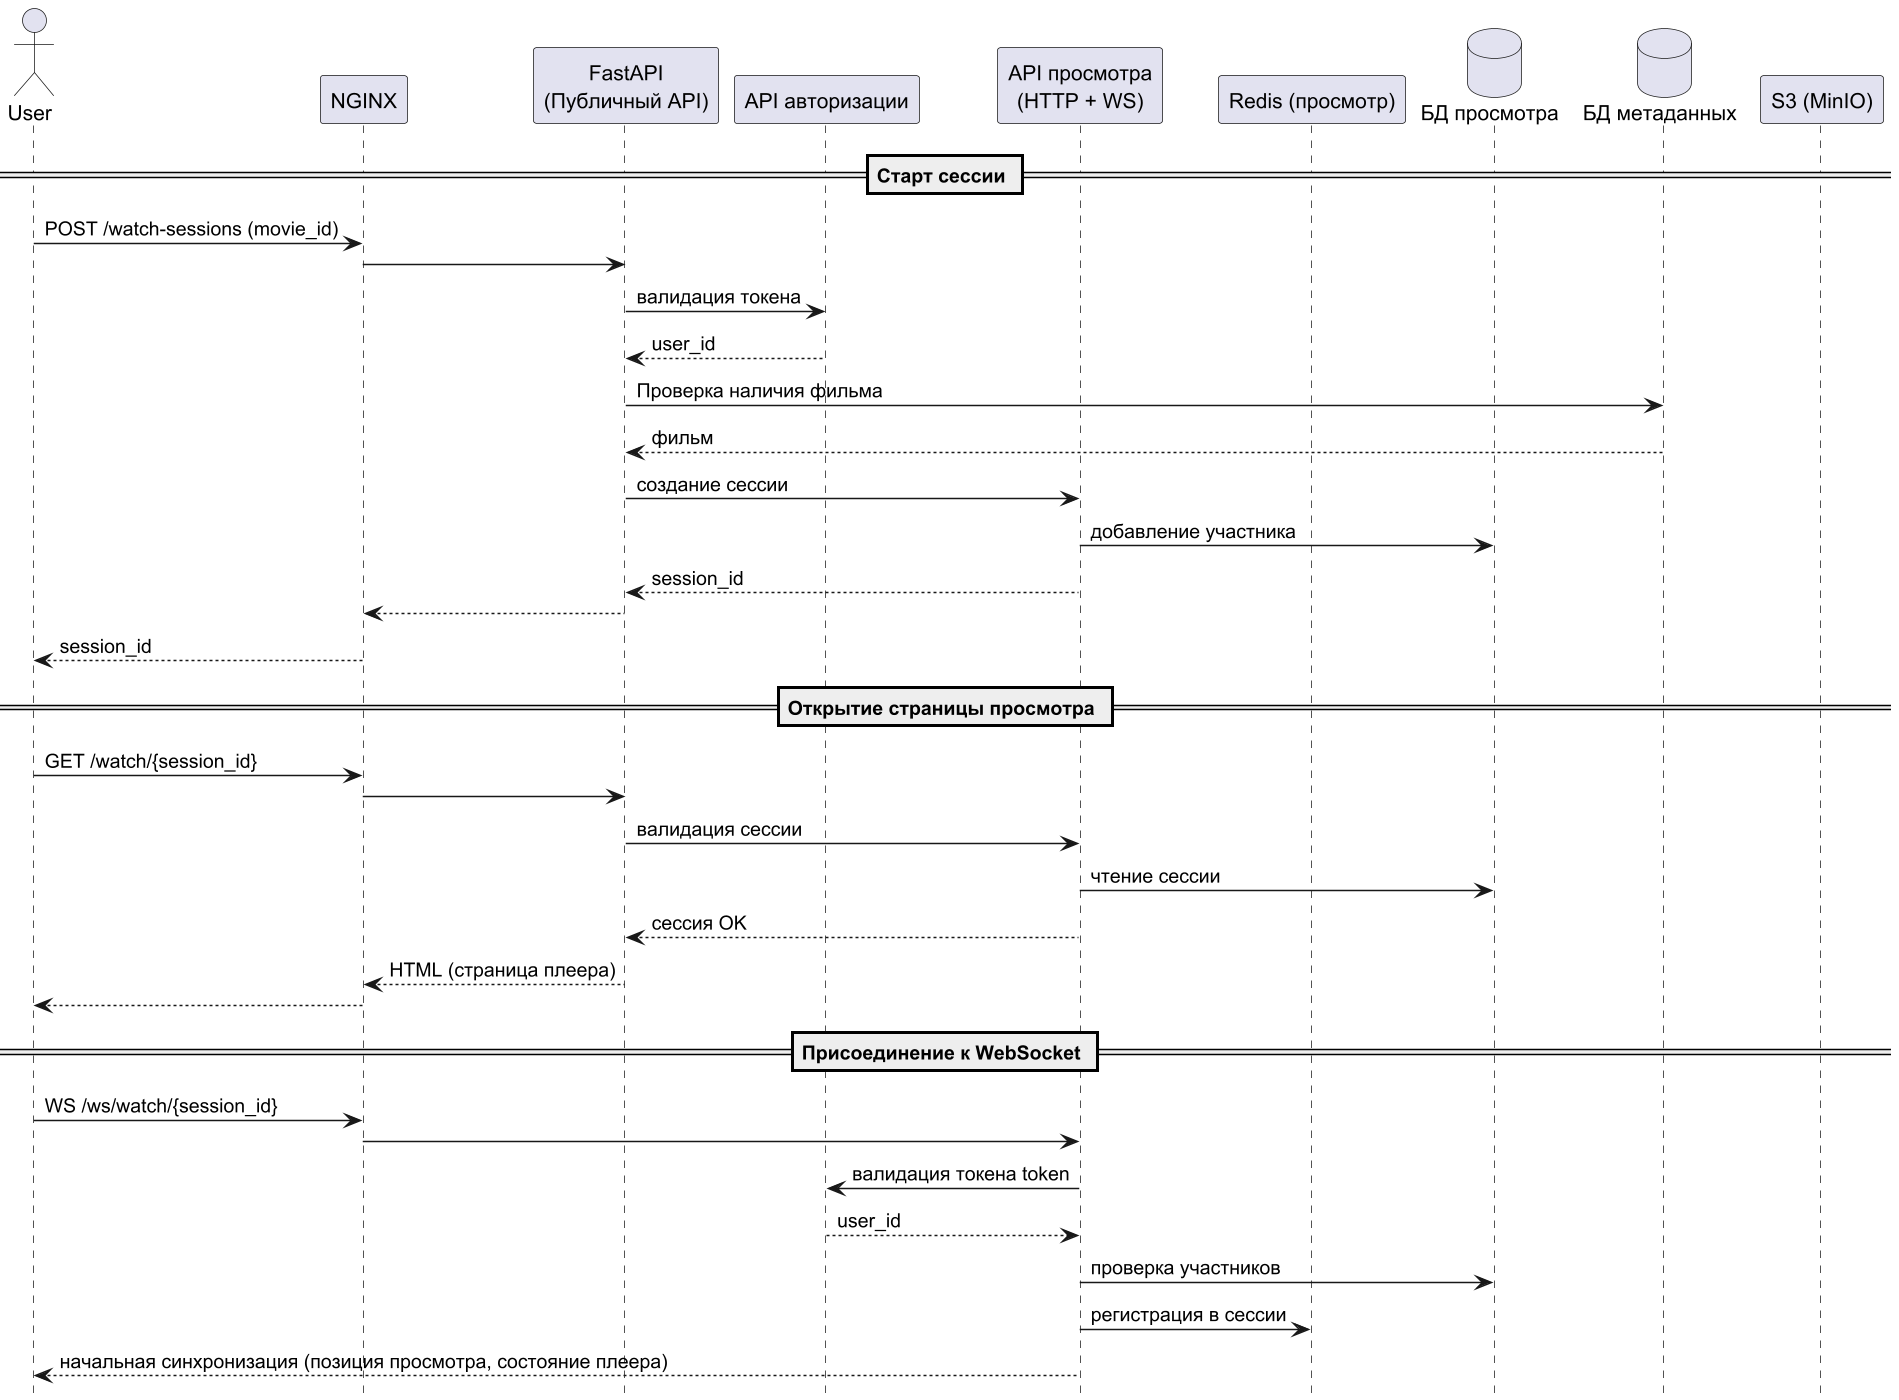 User
NGINX
FastAPI
(Публичный API)
API авторизации
API просмотра
(HTTP + WS)
Redis (просмотр)
БД просмотра
БД метаданных
S3 (MinIO)
Старт сессии
POST /watch-sessions (movie_id)
валидация токена
user_id
Проверка наличия фильма
фильм
создание сессии
добавление участника
session_id
session_id
Открытие страницы просмотра
GET /watch/{session_id}
валидация сессии
чтение сессии
сессия OK
HTML (страница плеера)
Присоединение к WebSocket
WS /ws/watch/{session_id}
валидация токена token
user_id
проверка участников
регистрация в сессии
начальная синхронизация (позиция просмотра, состояние плеера)